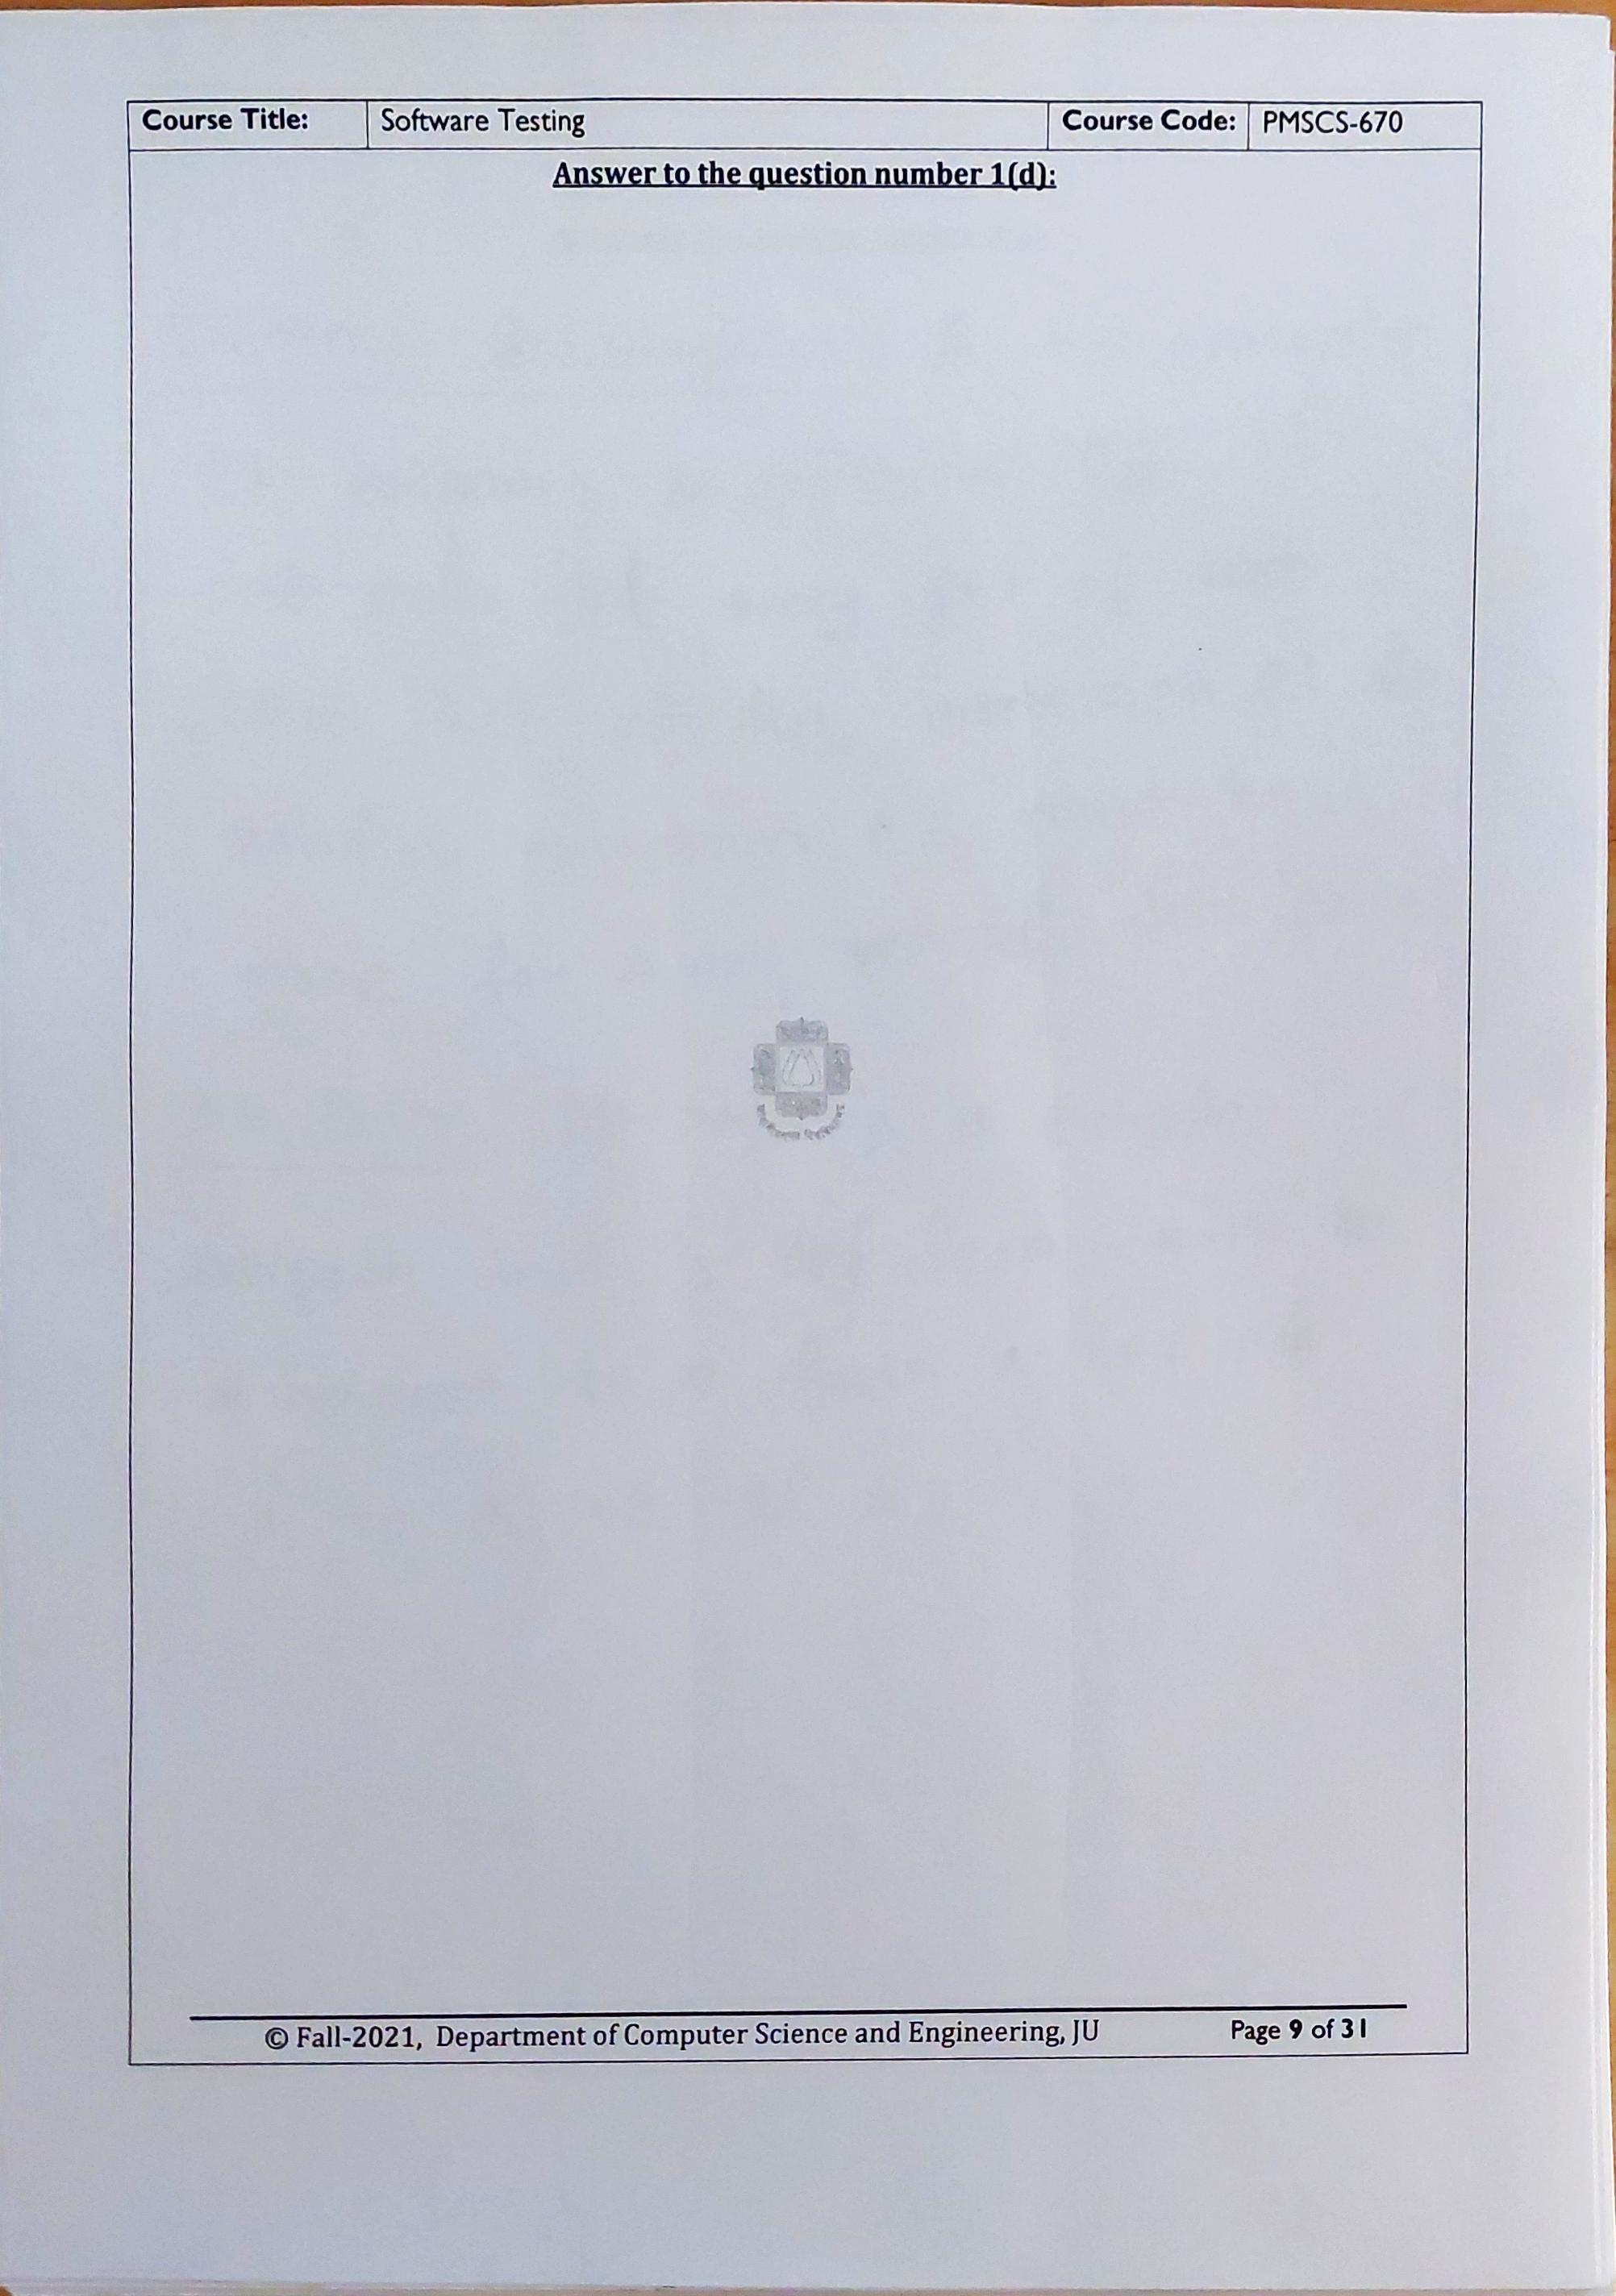 Course Title: Software Testing Course Code: PMSCS-670
Answer to the question number 1(d):
© Fall-2021, Department of Computer Science and Engineering, JU Page 9 of 31